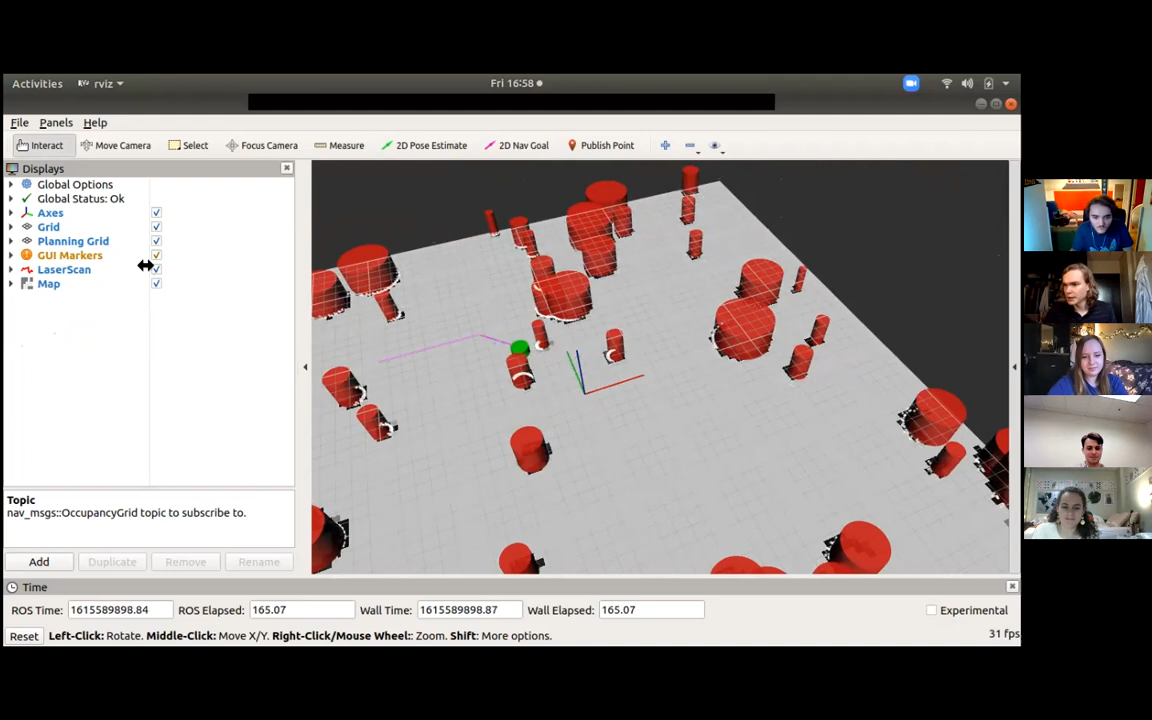 Activities rviz Fri 16:58
File Panels Help
Interact Move Camera Select Focus Camera Measure 2D Pose Estimate 2D Nav Goal Publish Point
Displays
Global Options
Global Status: Ok
Axes
Grid
Planning Grid
GUI Markers
LaserScan
Map
Topic
nav_msgs::OccupancyGrid topic to subscribe to.
Add Duplicate Remove Rename
Time
ROS Time: 1615589898.84 ROS Elapsed: 165.07 Wall Time: 1615589898.87 Wall Elapsed: 165.07 Experimental
Reset Left-Click: Rotate. Middle-Click: Move X/Y. Right-Click/Mouse Wheel:: Zoom. Shift: More options. 31 fps